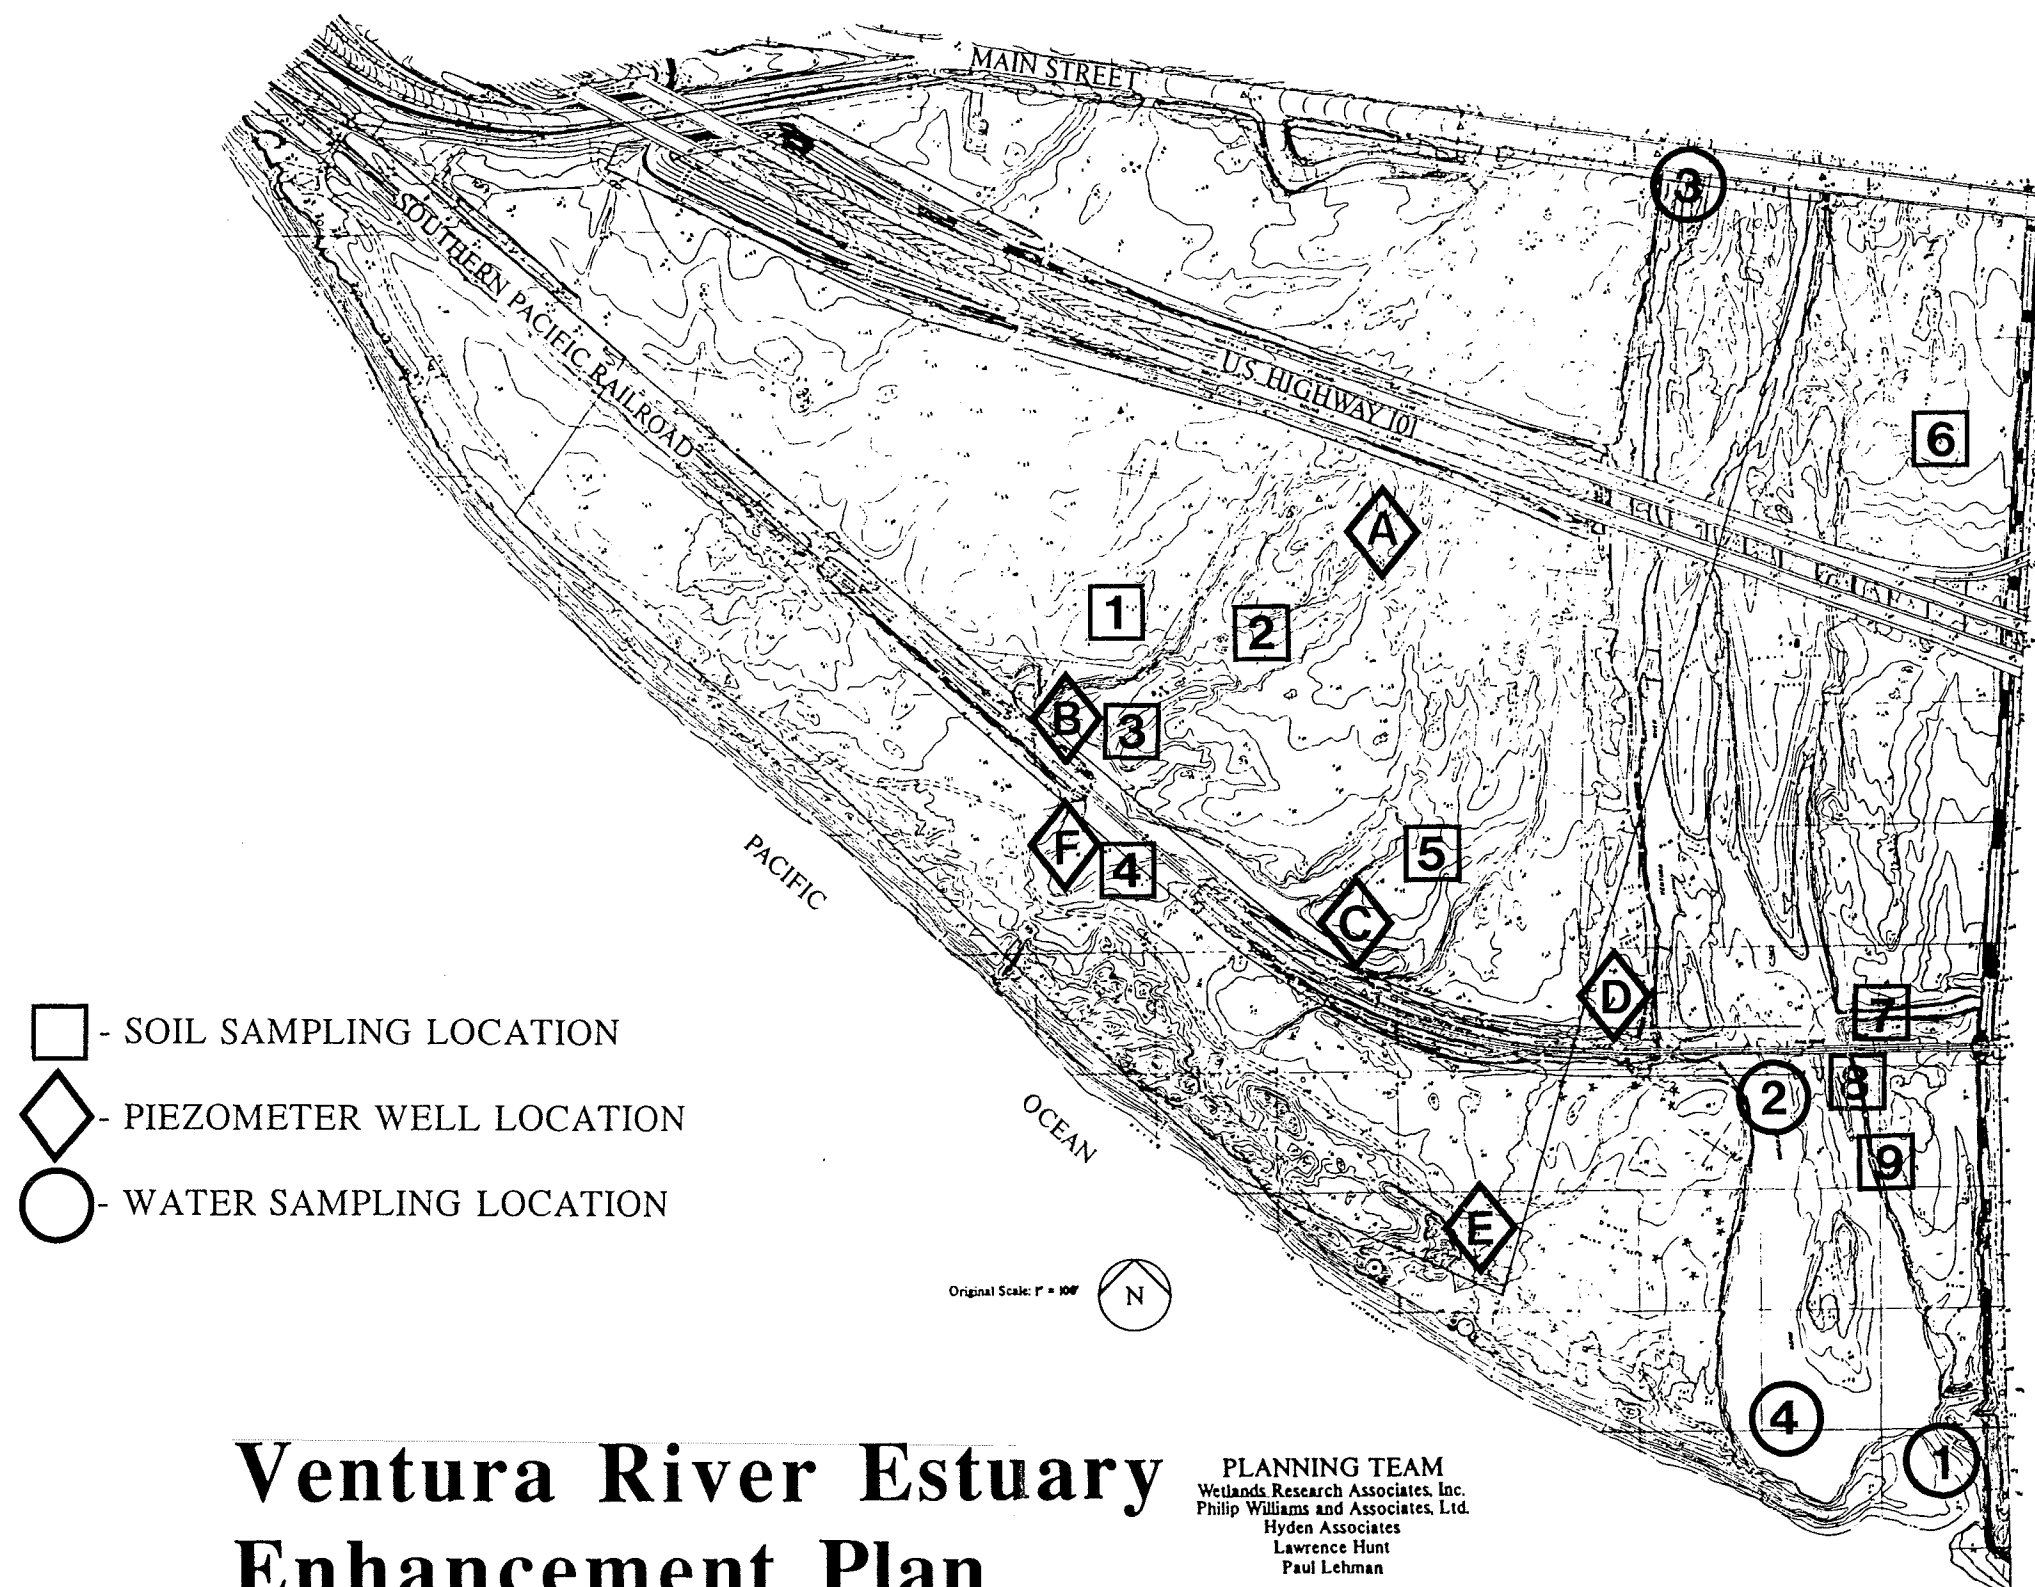 MAIN STREET
3
SOUTHERN PACIFIC RAILROAD
U.S. HIGHWAY 101
6
A
1
2
B
3
F
4
5
C
PACIFIC
D
7
8
2
9
OCEAN
E
4
1
- SOIL SAMPLING LOCATION
- PIEZOMETER WELL LOCATION
- WATER SAMPLING LOCATION
Original Scale: 1" = 100'
N
Ventura River Estuary
Enhancement Plan
PLANNING TEAM
Wetlands Research Associates, Inc.
Philip Williams and Associates, Ltd.
Hyden Associates
Lawrence Hunt
Paul Lehman